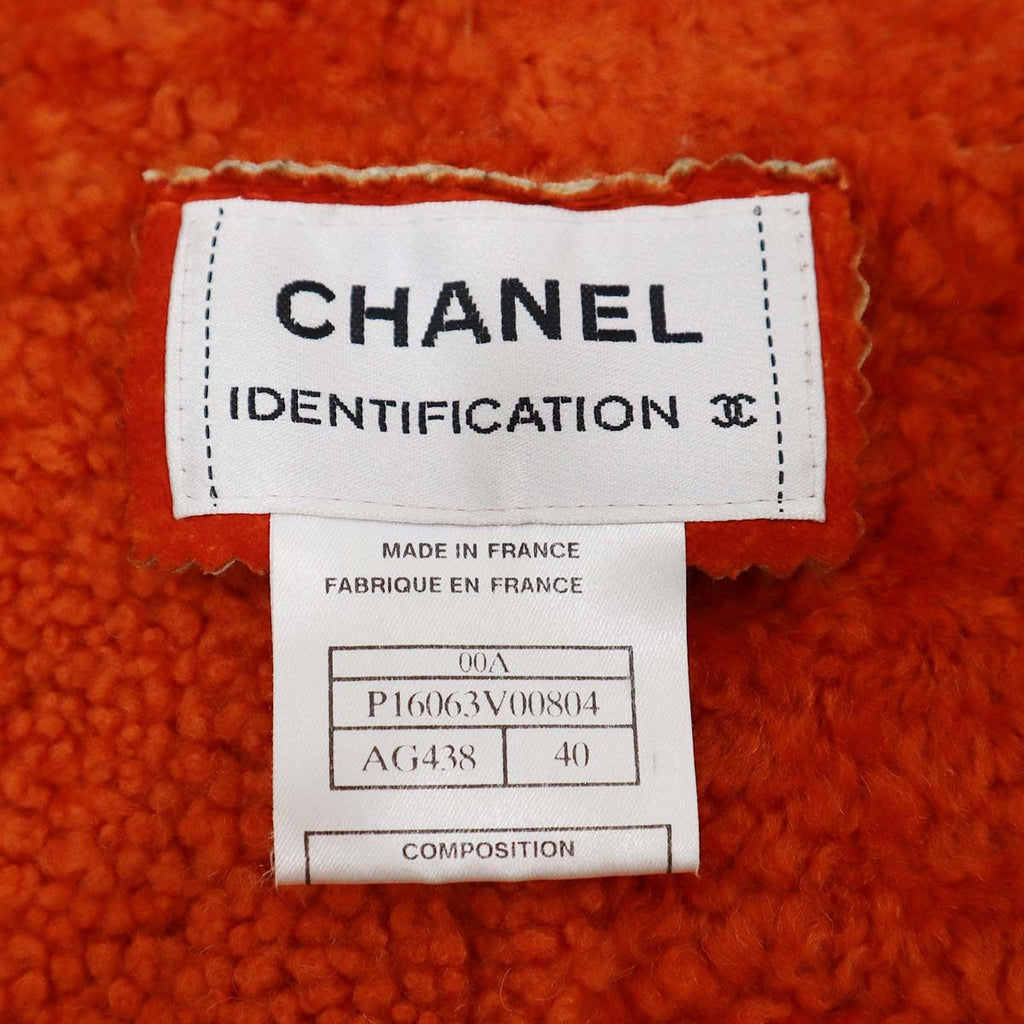 CHANEL
IDENTIFICATION
MADE IN FRANCE
FABRIQUE EN FRANCE
00A
P16063V00804
AG438 40
COMPOSITION